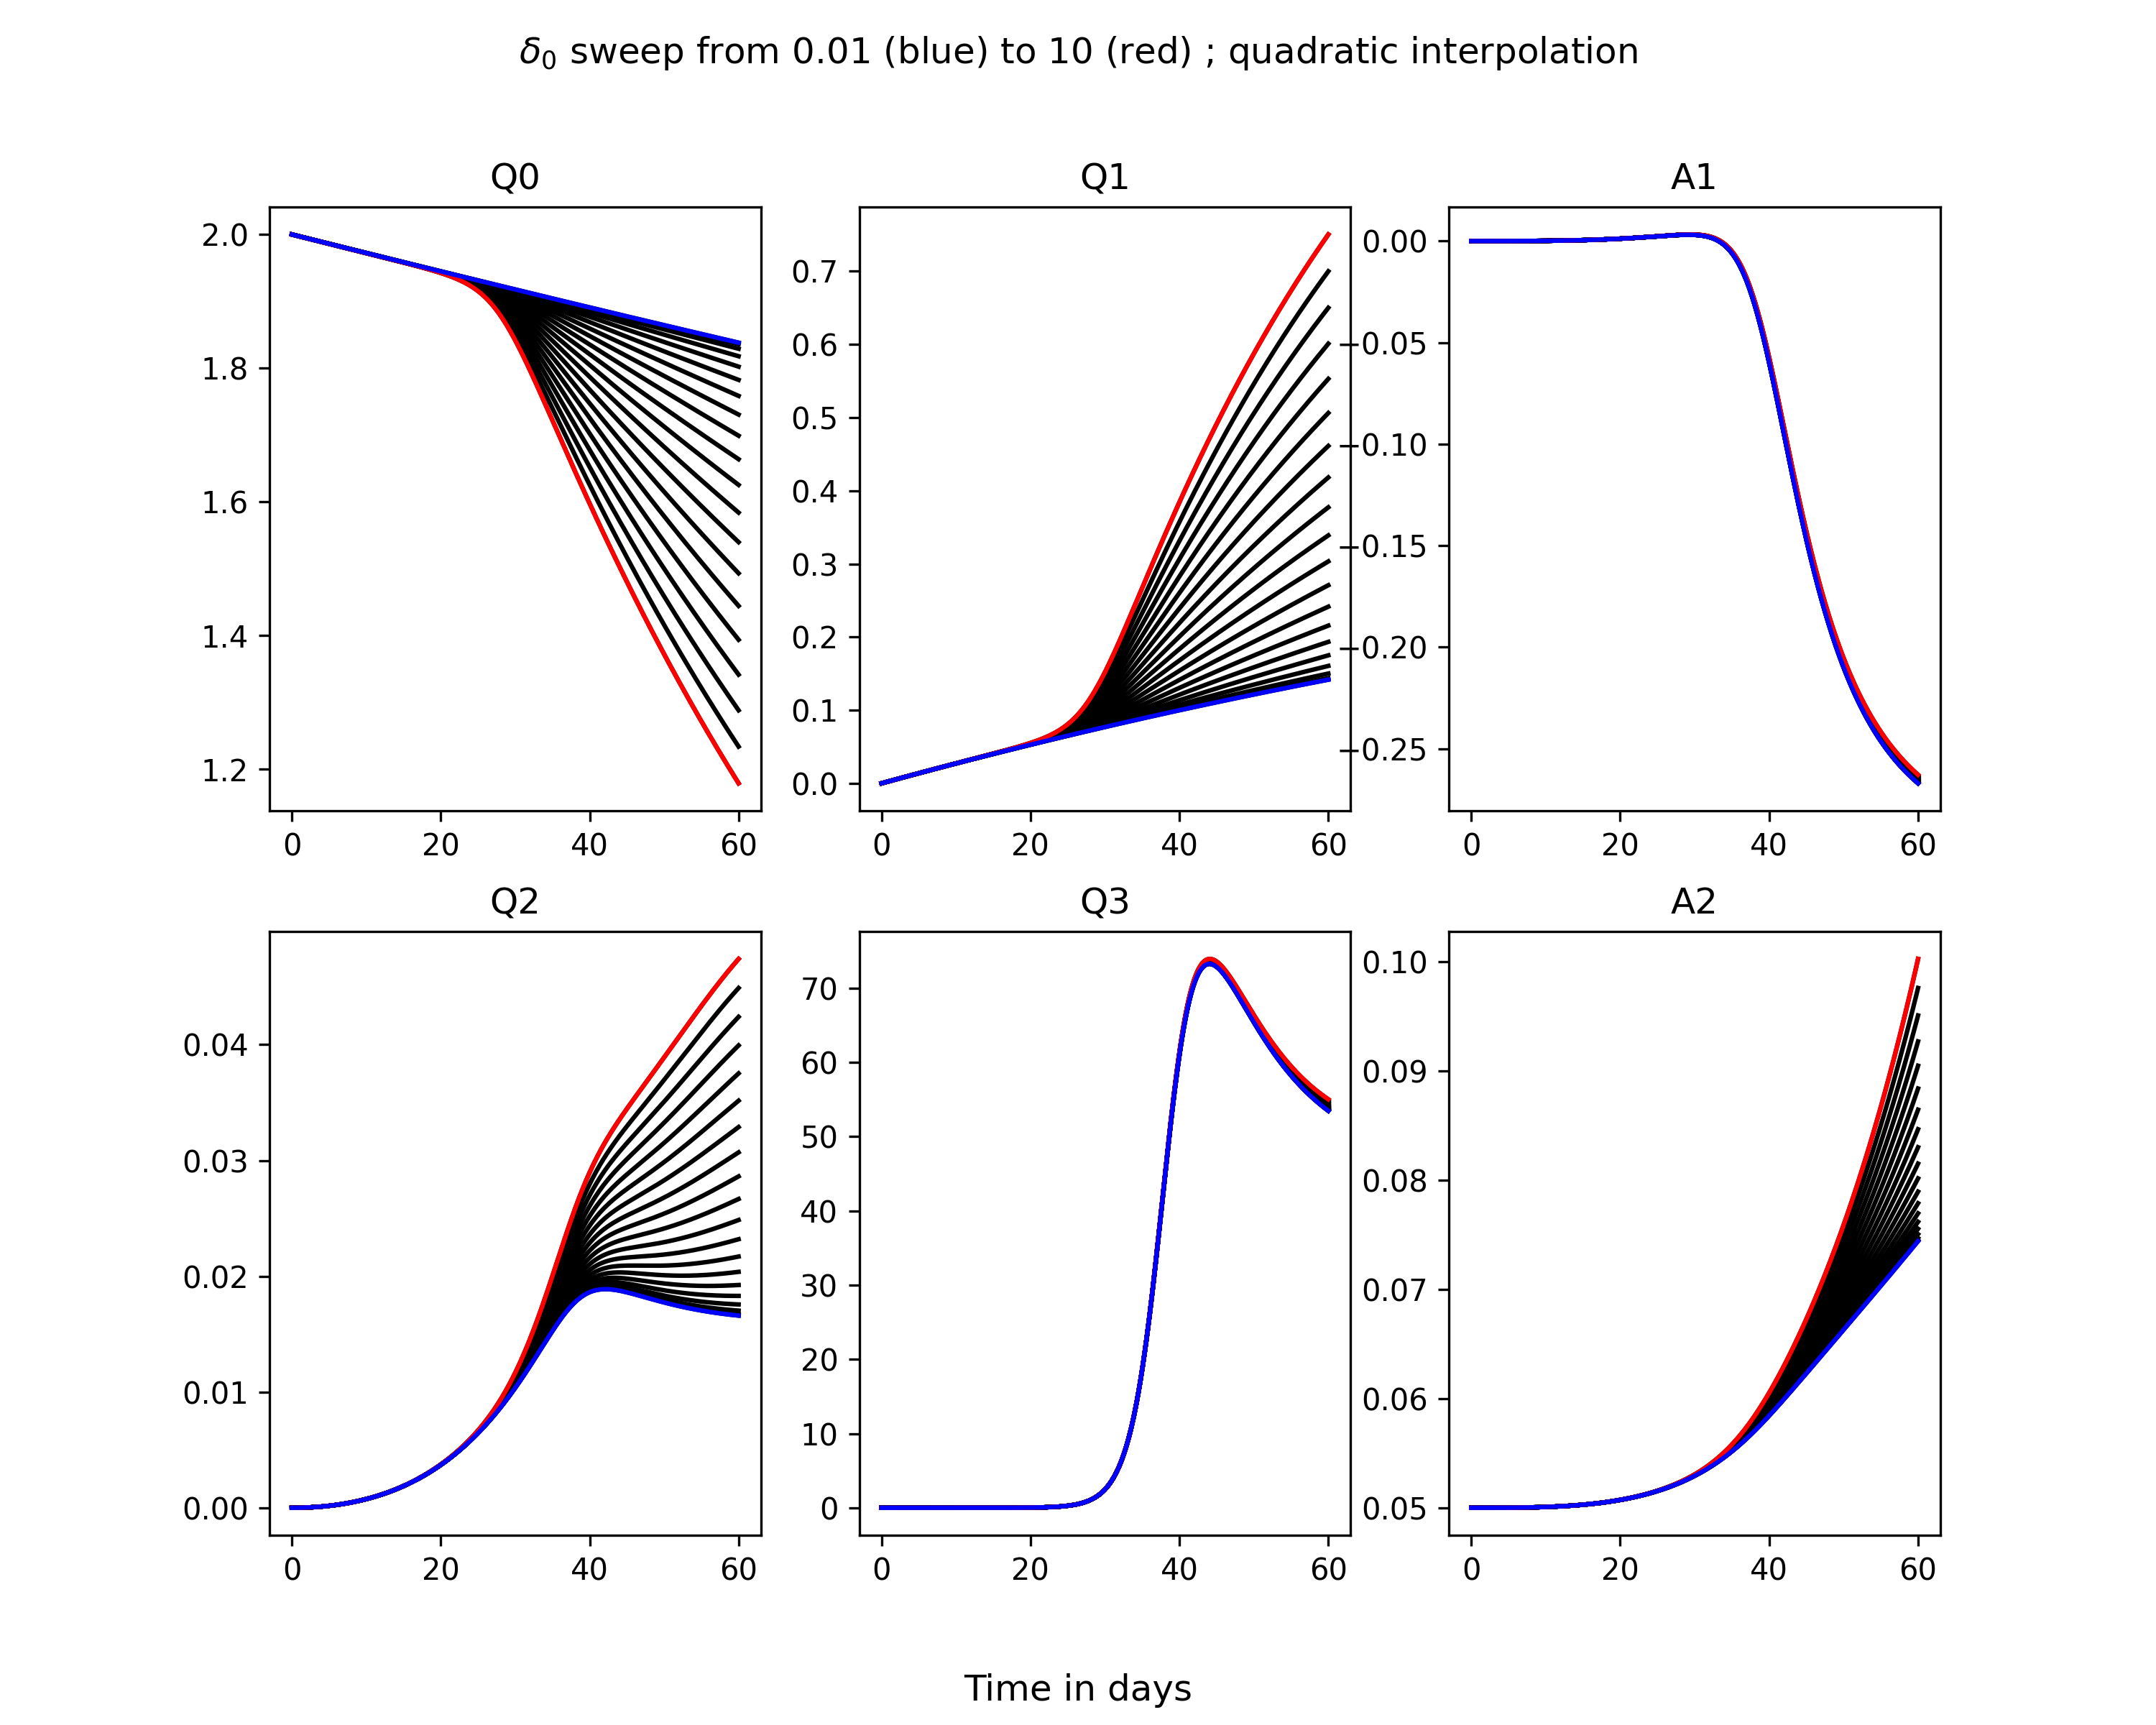 δ₀ sweep from 0.01 (blue) to 10 (red) ; quadratic interpolation
Q0
2.0
1.8
1.6
1.4
1.2
0 20 40 60
Q1
0.7
0.6
0.5
0.4
0.3
0.2
0.1
0.0
0 20 40 60
A1
0.00
−0.05
−0.10
−0.15
−0.20
−0.25
0 20 40 60
Q2
0.04
0.03
0.02
0.01
0.00
0 20 40 60
Q3
70
60
50
40
30
20
10
0
0 20 40 60
A2
0.10
0.09
0.08
0.07
0.06
0.05
0 20 40 60
Time in days